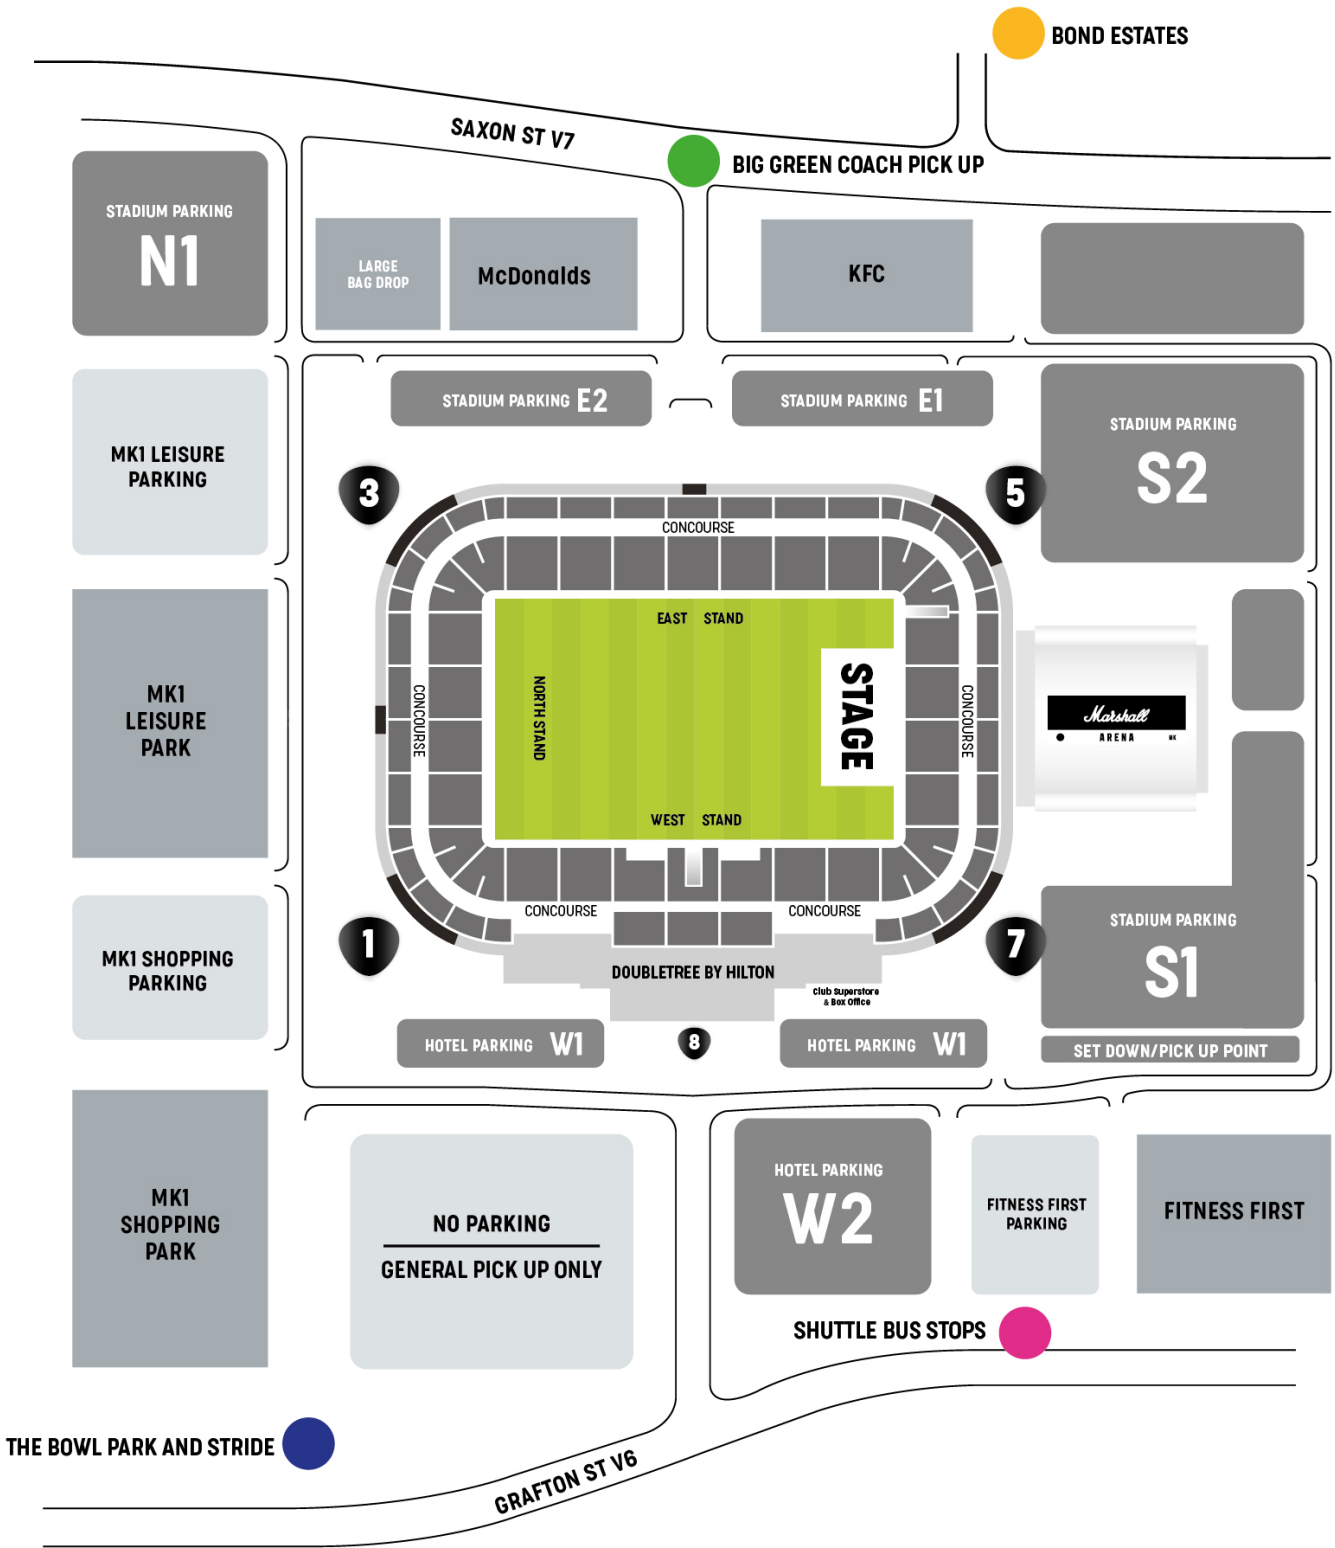 BOND ESTATES
SAXON ST V7
BIG GREEN COACH PICK UP
STADIUM PARKING
N1
LARGE
BAG DROP
McDonalds
KFC
STADIUM PARKING E2
STADIUM PARKING E1
STADIUM PARKING
S2
MK1 LEISURE
PARKING
3
5
CONCOURSE
EAST STAND
MK1
LEISURE
PARK
CONCOURSE
NORTH STAND
STAGE
CONCOURSE
Marshall
ARENA MK
WEST STAND
CONCOURSE
CONCOURSE
MK1 SHOPPING
PARKING
1
7
STADIUM PARKING
S1
DOUBLETREE BY HILTON
Club Superstore
& Box Office
HOTEL PARKING W1
8
HOTEL PARKING W1
SET DOWN/PICK UP POINT
MK1
SHOPPING
PARK
NO PARKING
GENERAL PICK UP ONLY
HOTEL PARKING
W2
FITNESS FIRST
PARKING
FITNESS FIRST
SHUTTLE BUS STOPS
THE BOWL PARK AND STRIDE
GRAFTON ST V6